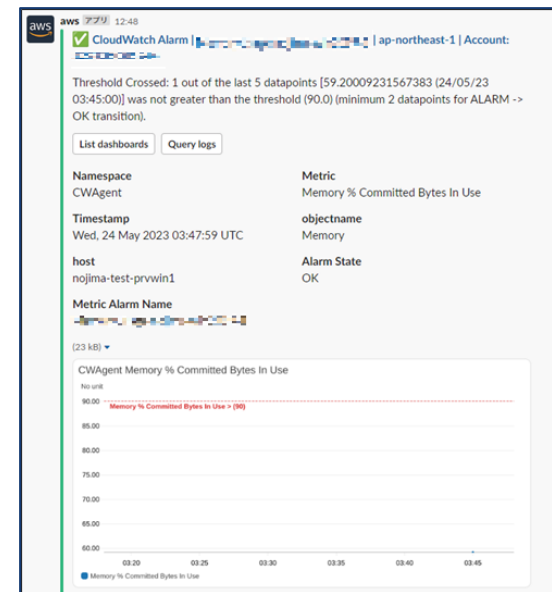 aws
aws アプリ 12:48
CloudWatch Alarm | | ap-northeast-1 | Account:
Threshold Crossed: 1 out of the last 5 datapoints [59.20009231567383 (24/05/23
03:45:00)] was not greater than the threshold (90.0) (minimum 2 datapoints for ALARM ->
OK transition).
List dashboards Query logs
Namespace Metric
CWAgent Memory % Committed Bytes In Use
Timestamp objectname
Wed, 24 May 2023 03:47:59 UTC Memory
host Alarm State
nojima-test-prvwin1 OK
Metric Alarm Name
(23 kB)
CWAgent Memory % Committed Bytes In Use
No unit
90.00
Memory % Committed Bytes In Use > (90)
85.00
80.00
75.00
70.00
65.00
60.00
03:20 03:25 03:30 03:35 03:40 03:45
Memory % Committed Bytes In Use